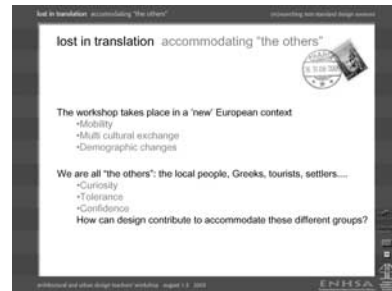 lost in translation accommodating "the others"
lost in translation accommodating "the others"
The workshop takes place in a 'new' European context
•Mobility
•Multi cultural exchange
•Demographic changes
We are all "the others": the local people, Greeks, tourists, settlers....
•Curiosity
•Tolerance
•Confidence
How can design contribute to accommodate these different groups?
architectural and urban design teachers' workshop august 1-5
ENHSA